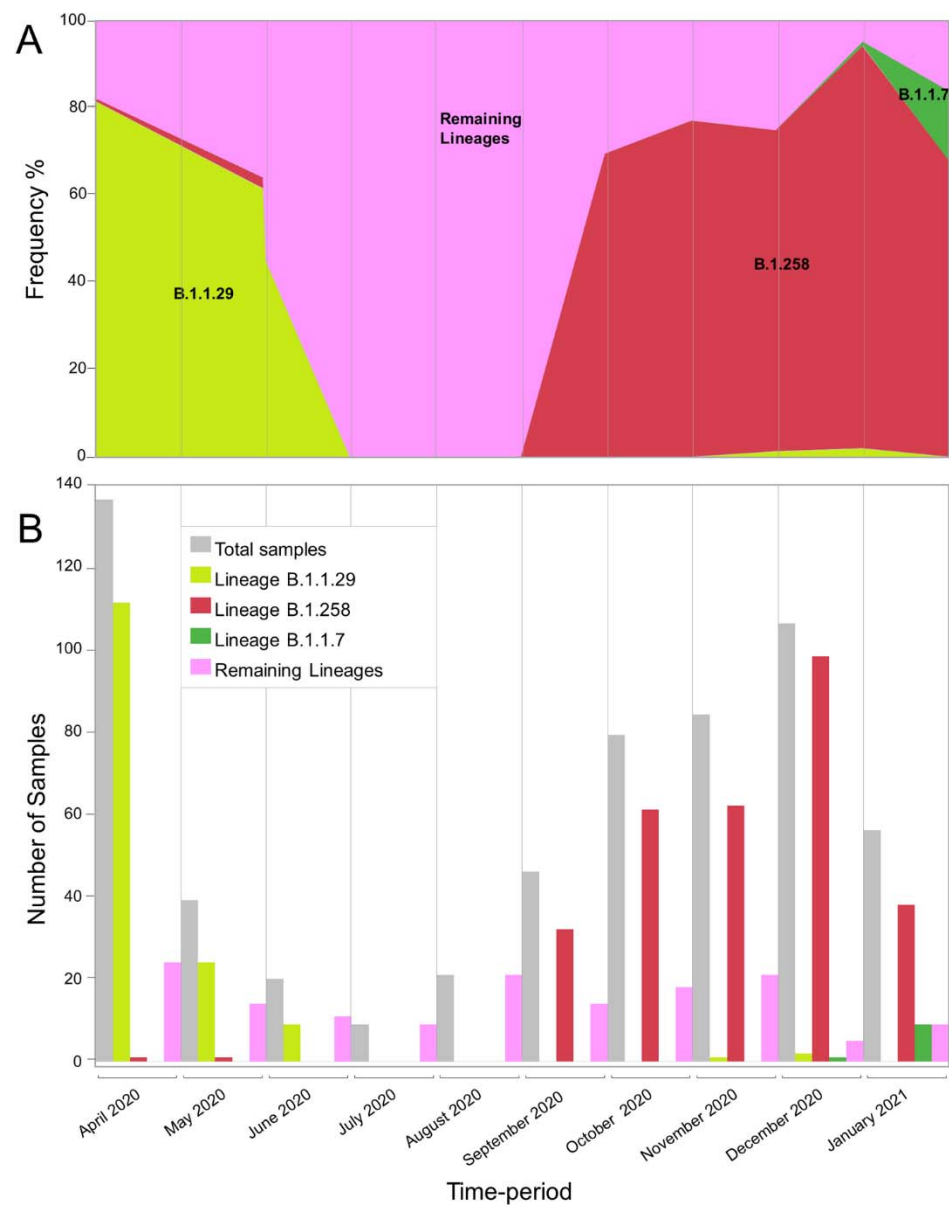 A
Frequency %
100
80
60
40
20
0
Remaining
Lineages
B.1.1.7
B.1.258
B.1.1.29
B
Number of Samples
140
120
100
80
60
40
20
0
Total samples
Lineage B.1.1.29
Lineage B.1.258
Lineage B.1.1.7
Remaining Lineages
April 2020
May 2020
June 2020
July 2020
August 2020
September 2020
October 2020
November 2020
December 2020
January 2021
Time-period